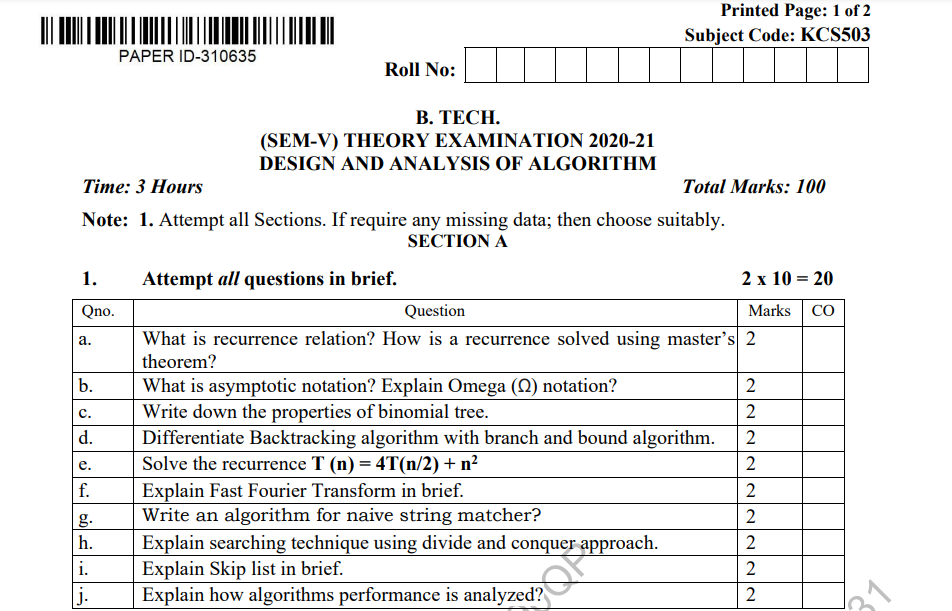 Printed Page: 1 of 2
Subject Code: KCS503
PAPER ID-310635
Roll No:
B. TECH.
(SEM-V) THEORY EXAMINATION 2020-21
DESIGN AND ANALYSIS OF ALGORITHM
Time: 3 Hours Total Marks: 100
Note: 1. Attempt all Sections. If require any missing data; then choose suitably.
SECTION A
1. Attempt all questions in brief. 2 x 10 = 20
Qno. Question Marks CO
a. What is recurrence relation? How is a recurrence solved using master’s 2
theorem?
b. What is asymptotic notation? Explain Omega (Ω) notation? 2
c. Write down the properties of binomial tree. 2
d. Differentiate Backtracking algorithm with branch and bound algorithm. 2
e. Solve the recurrence T (n) = 4T(n/2) + n² 2
f. Explain Fast Fourier Transform in brief. 2
g. Write an algorithm for naive string matcher? 2
h. Explain searching technique using divide and conquer approach. 2
i. Explain Skip list in brief. 2
j. Explain how algorithms performance is analyzed? 2